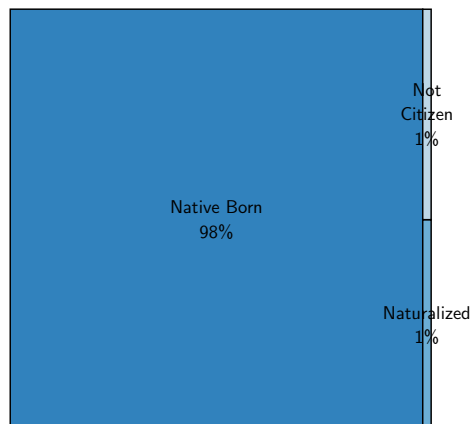 Native Born
98%
Not
Citizen
1%
Naturalized
1%